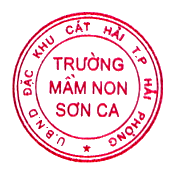 U.B.N.D ĐẶC KHU CÁT HẢI T.P HẢI PHÒNG
TRƯỜNG
MẦM NON
SƠN CA